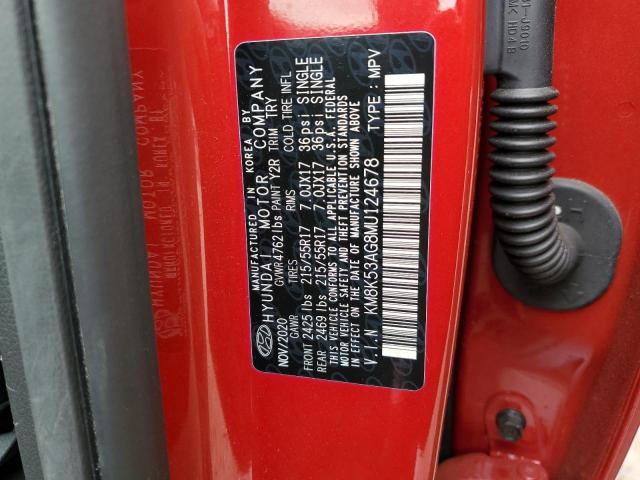 MANUFACTURED IN KOREA BY
HYUNDAI MOTOR COMPANY
NOV/2020 GVWR 4762 lbs PAINT Y2R TRIM TRY
GAWR TIRES RIMS COLD TIRE INFL
FRONT 2425 lbs 215/55R17 7.0JX17 36psi SINGLE
REAR 2469 lbs 215/55R17 7.0JX17 36psi SINGLE
THIS VEHICLE CONFORMS TO ALL APPLICABLE U.S.A. FEDERAL
MOTOR VEHICLE SAFETY AND THEFT PREVENTION STANDARDS
IN EFFECT ON THE DATE OF MANUFACTURE SHOWN ABOVE
V.I.N : KM8K53AG8MU124678 TYPE : MPV
-J9010
HD4B